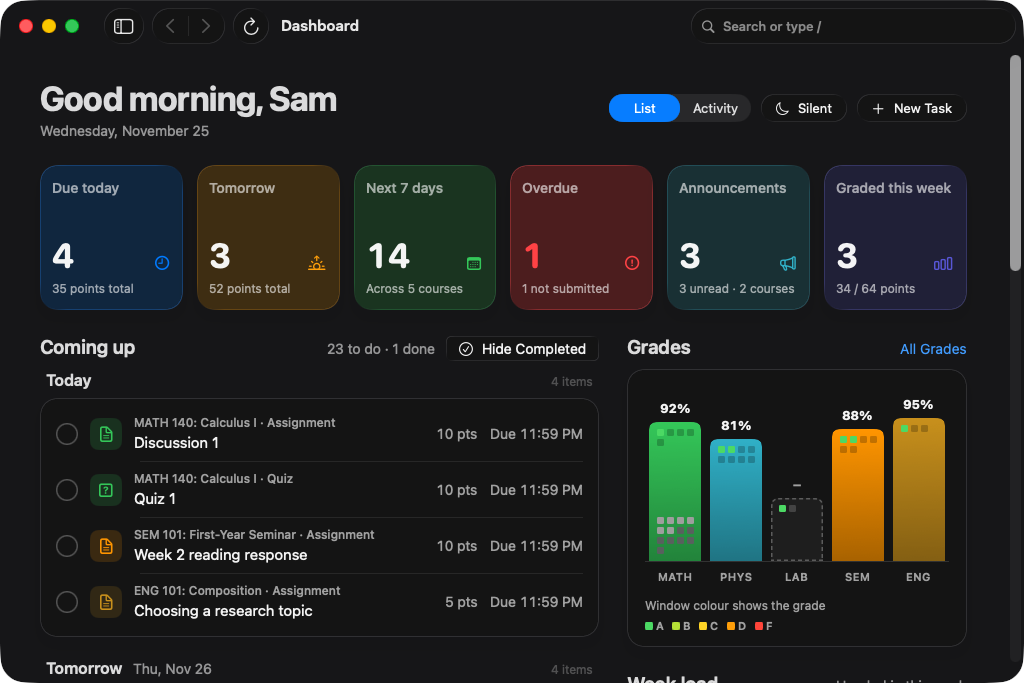 Dashboard
Search or type /
Good morning, Sam
Wednesday, November 25
List
Activity
Silent
New Task
Due today
4
35 points total
Tomorrow
3
52 points total
Next 7 days
14
Across 5 courses
Overdue
1
1 not submitted
Announcements
3
3 unread · 2 courses
Graded this week
3
34 / 64 points
Coming up
23 to do · 1 done
Hide Completed
Today
4 items
MATH 140: Calculus I · Assignment
Discussion 1
10 pts Due 11:59 PM
MATH 140: Calculus I · Quiz
Quiz 1
10 pts Due 11:59 PM
SEM 101: First-Year Seminar · Assignment
Week 2 reading response
10 pts Due 11:59 PM
ENG 101: Composition · Assignment
Choosing a research topic
5 pts Due 11:59 PM
Tomorrow Thu, Nov 26
4 items
Grades
All Grades
92%
81%
–
88%
95%
MATH
PHYS
LAB
SEM
ENG
Window colour shows the grade
A B C D F
Week load